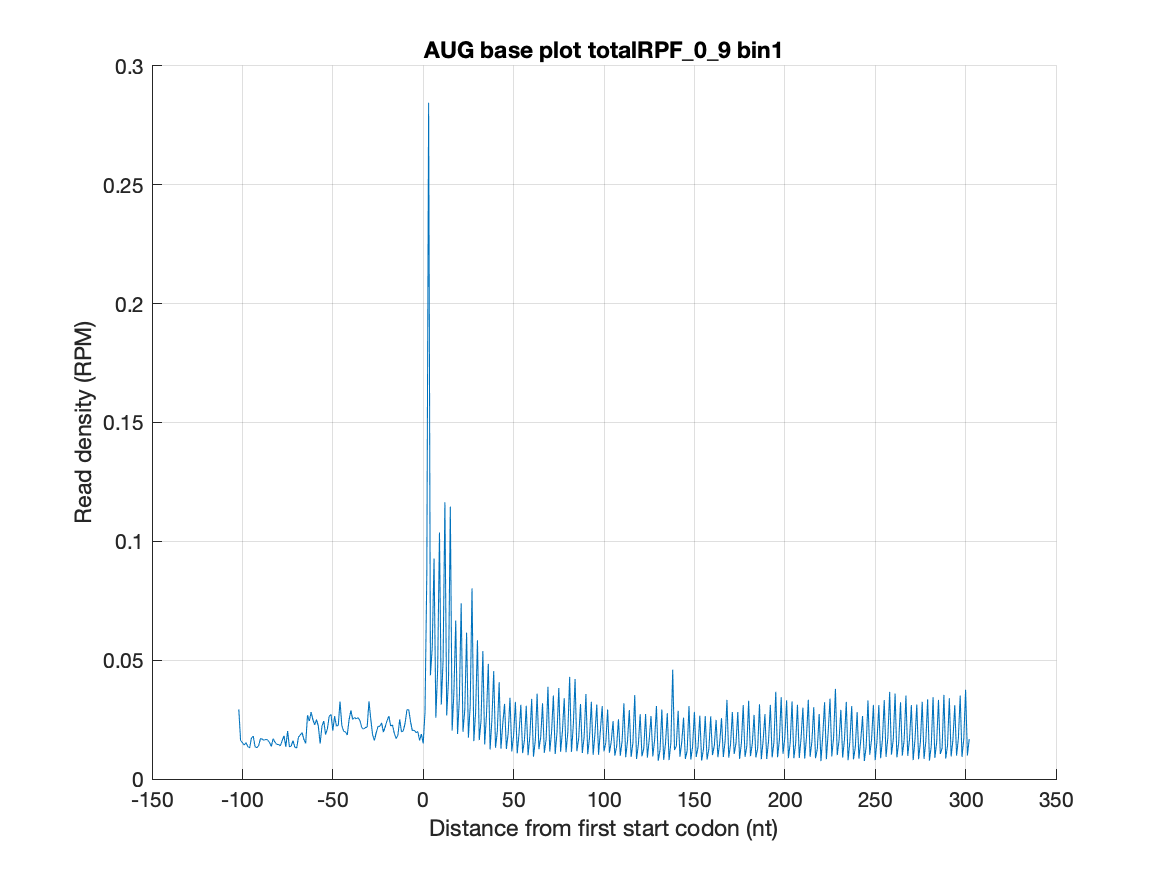 AUG base plot totalRPF_0_9 bin1
0.3
0.25
0.2
0.15
0.1
0.05
0
Read density (RPM)
-150 -100 -50 0 50 100 150 200 250 300 350
Distance from first start codon (nt)